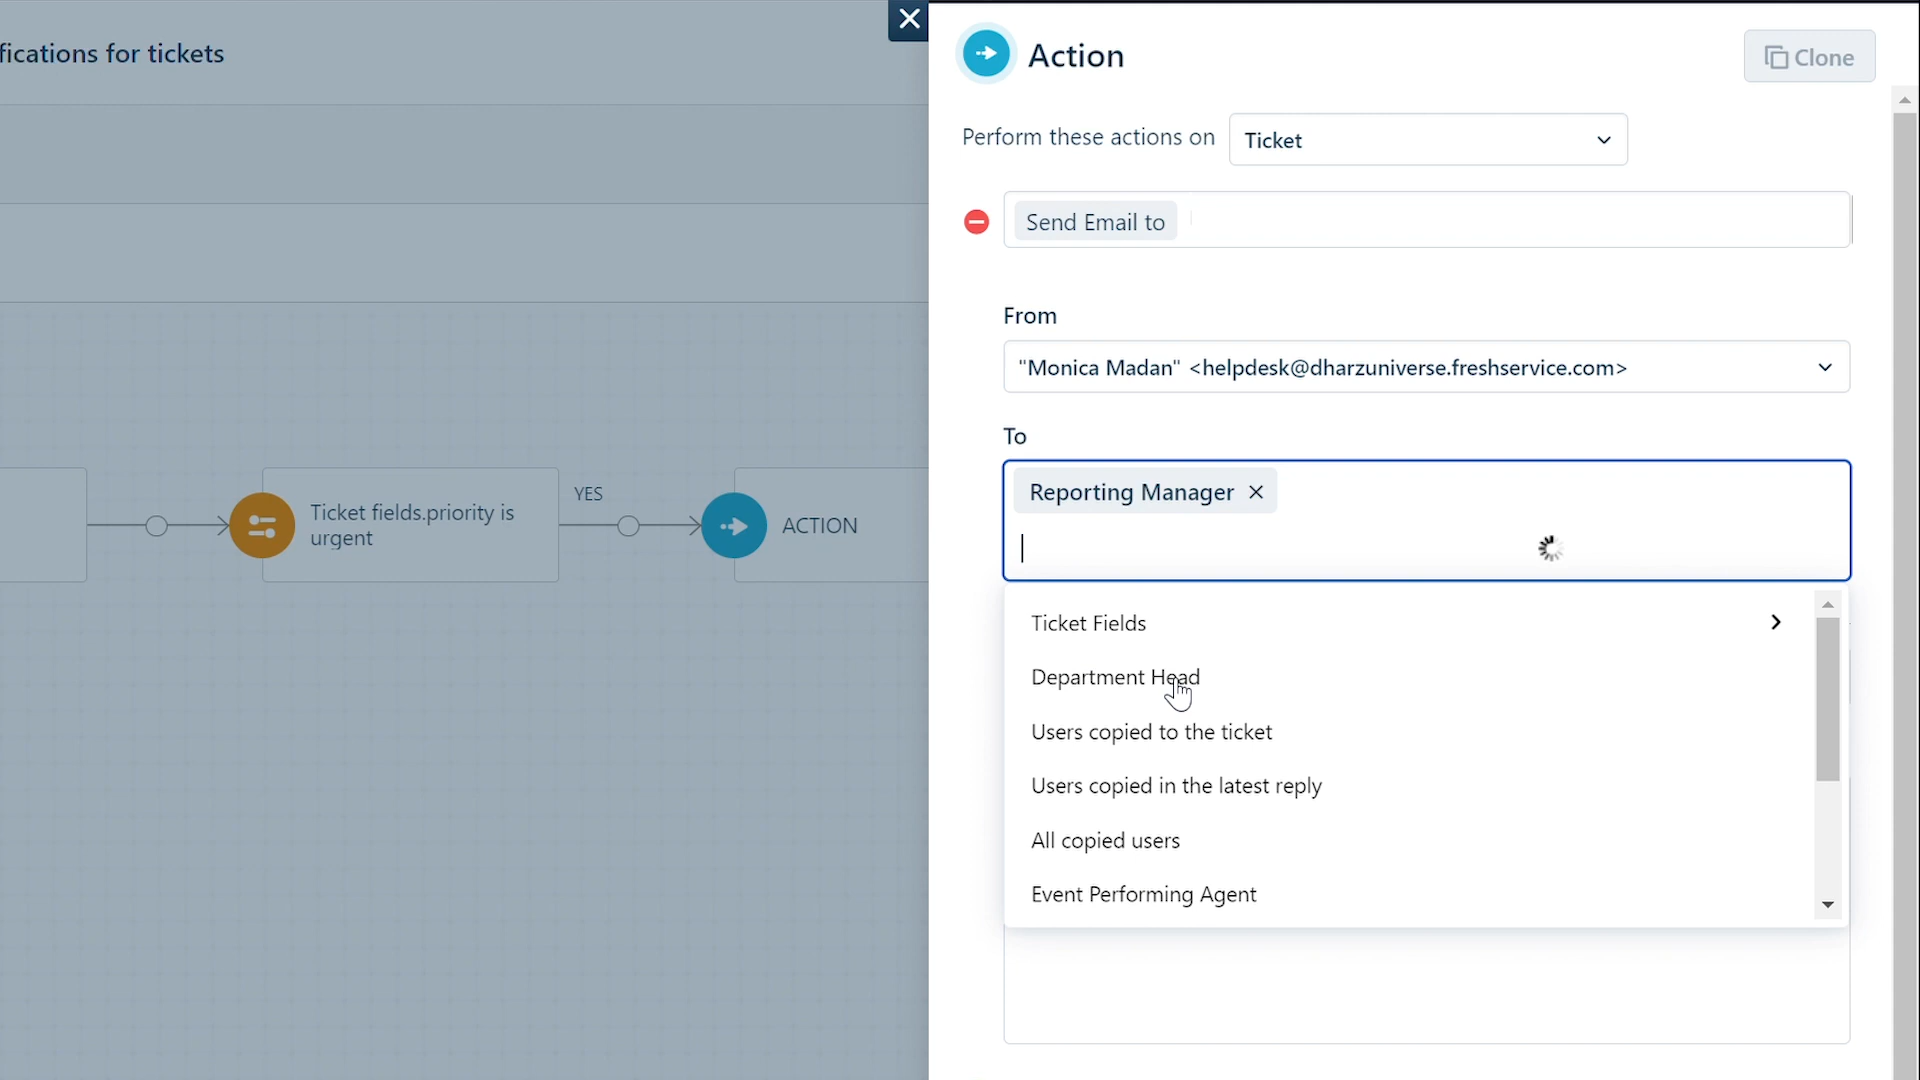 fications for tickets
Action
Clone
Perform these actions on
Ticket
Send Email to
From
"Monica Madan" <helpdesk@dharzuniverse.freshservice.com>
To
Reporting Manager
Ticket Fields
Department Head
Users copied to the ticket
Users copied in the latest reply
All copied users
Event Performing Agent
Ticket fields.priority is
urgent
YES
ACTION